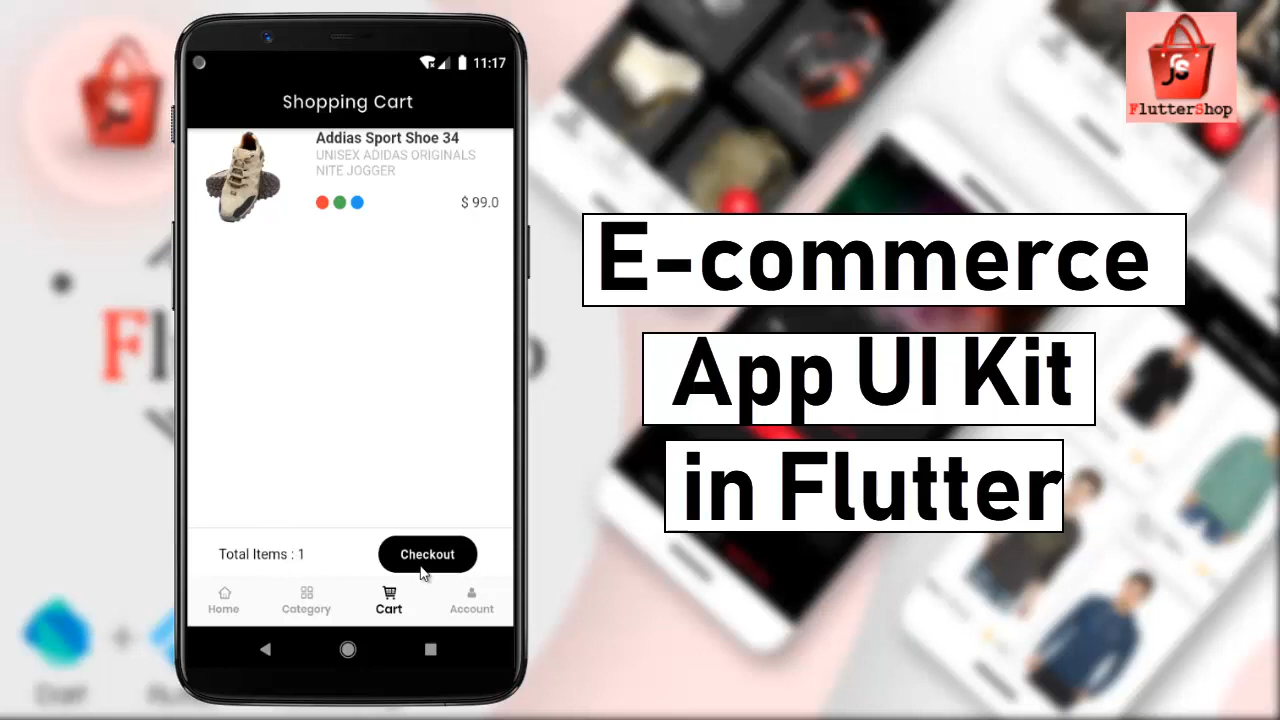 11:17
Shopping Cart
Addias Sport Shoe 34
UNISEX ADIDAS ORIGINALS
NITE JOGGER
$ 99.0
Total Items : 1
Checkout
Home
Category
Cart
Account
FlutterShop
E-commerce
App UI Kit
in Flutter